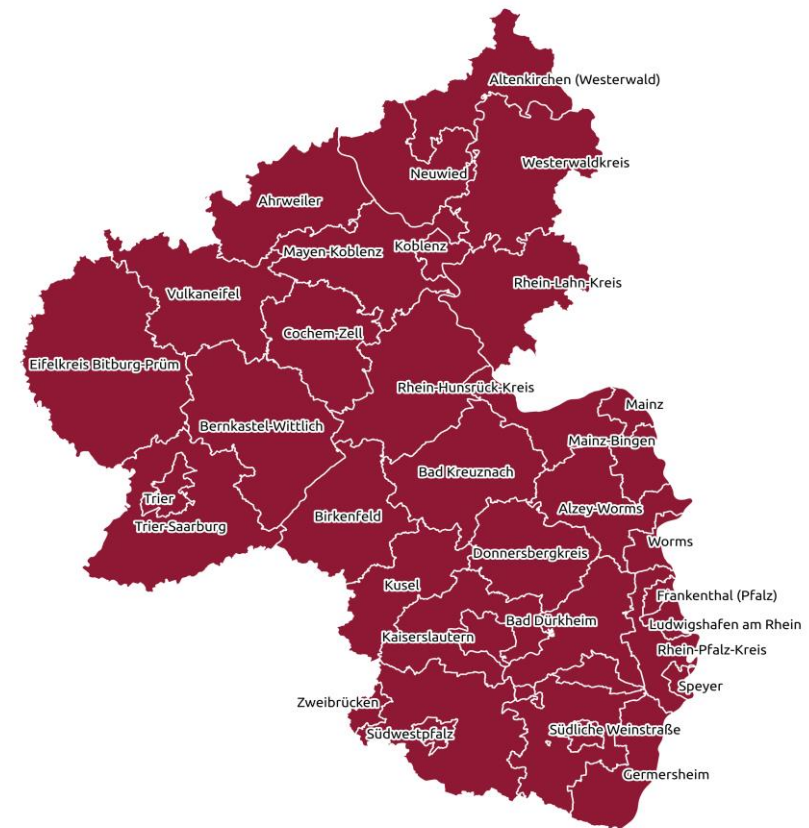 Altenkirchen (Westerwald)
Westerwaldkreis
Neuwied
Ahrweiler
Koblenz
Mayen-Koblenz
Rhein-Lahn-Kreis
Vulkaneifel
Cochem-Zell
Eifelkreis Bitburg-Prüm
Rhein-Hunsrück-Kreis
Mainz
Bernkastel-Wittlich
Mainz-Bingen
Bad Kreuznach
Trier
Alzey-Worms
Birkenfeld
Trier-Saarburg
Worms
Donnersbergkreis
Kusel
Frankenthal (Pfalz)
Bad Dürkheim
Ludwigshafen am Rhein
Kaiserslautern
Rhein-Pfalz-Kreis
Speyer
Zweibrücken
Südliche Weinstraße
Südwestpfalz
Germersheim